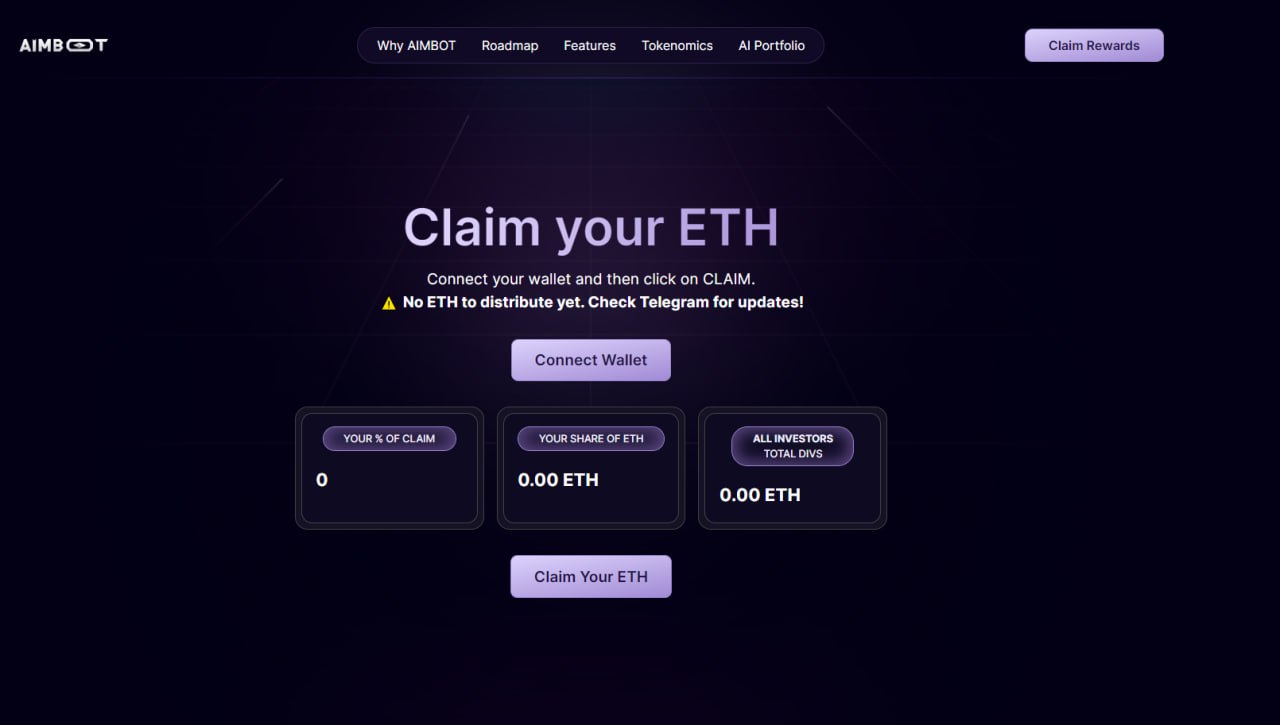 AIMBOT
Why AIMBOT Roadmap Features Tokenomics AI Portfolio
Claim Rewards
Claim your ETH
Connect your wallet and then click on CLAIM.
⚠️ No ETH to distribute yet. Check Telegram for updates!
Connect Wallet
YOUR % OF CLAIM
0
YOUR SHARE OF ETH
0.00 ETH
ALL INVESTORS
TOTAL DIVS
0.00 ETH
Claim Your ETH